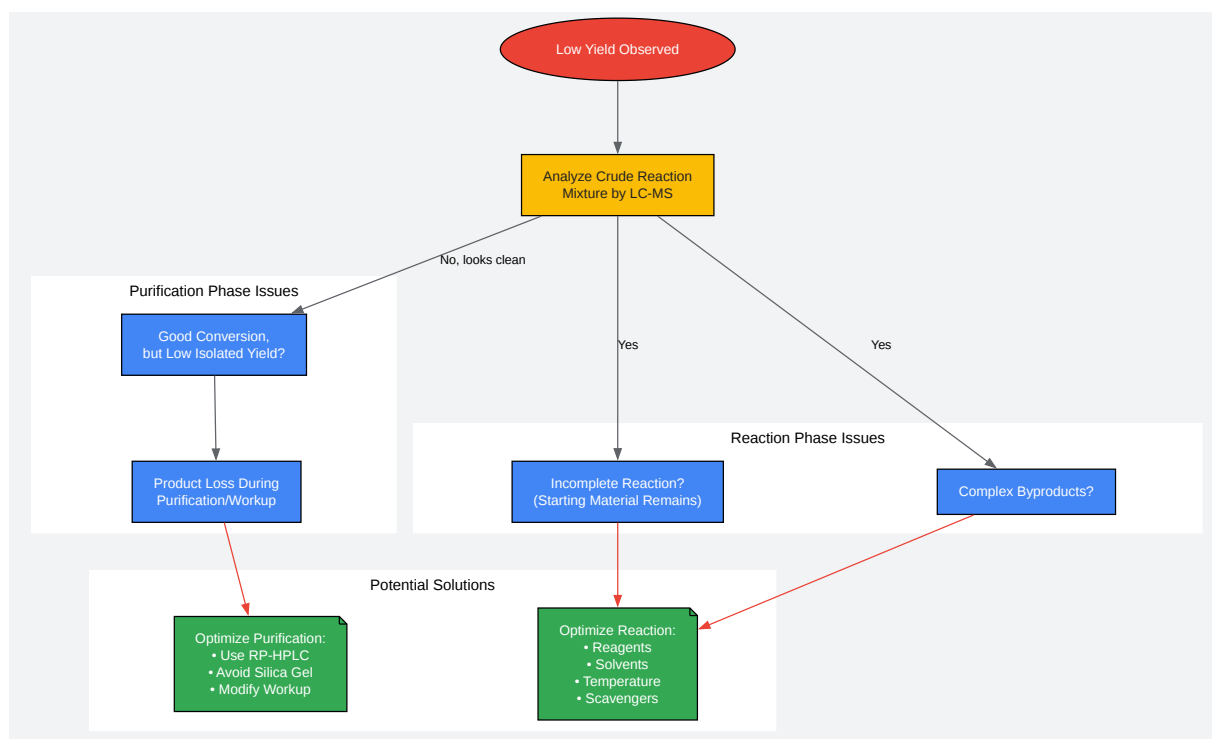 Low Yield Observed
Analyze Crude Reaction
Mixture by LC-MS
No, looks clean
Purification Phase Issues
Good Conversion,
but Low Isolated Yield?
Yes
Yes
Reaction Phase Issues
Product Loss During
Purification/Workup
Incomplete Reaction?
(Starting Material Remains)
Complex Byproducts?
Potential Solutions
Optimize Purification:
• Use RP-HPLC
• Avoid Silica Gel
• Modify Workup
Optimize Reaction:
• Reagents
• Solvents
• Temperature
• Scavengers